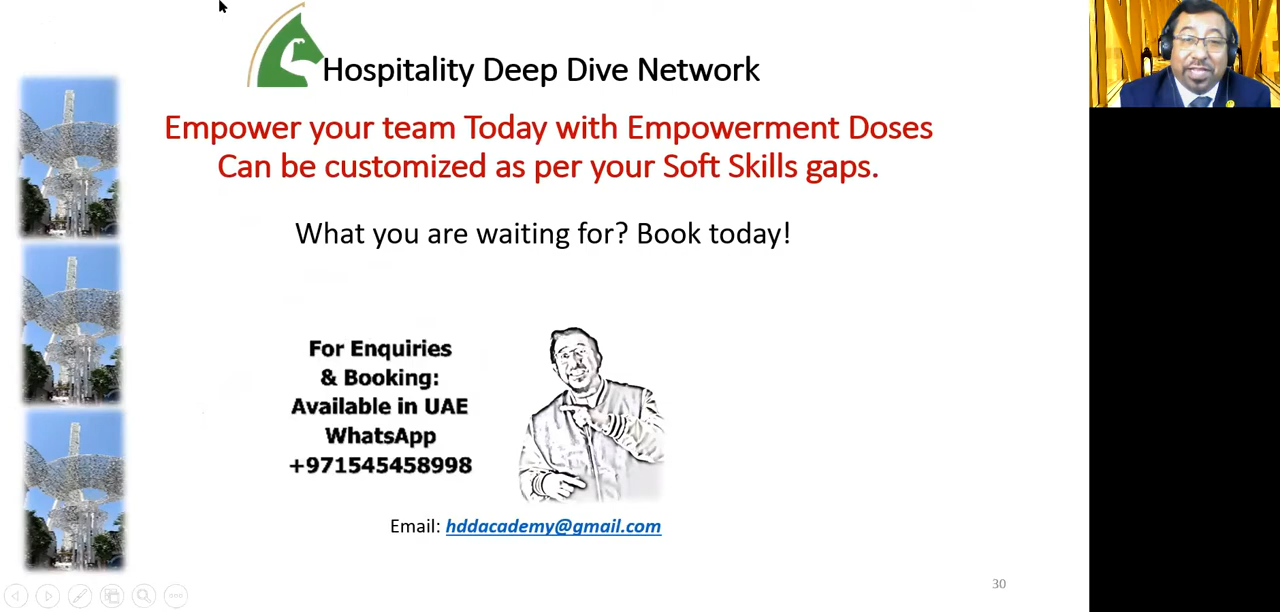 Hospitality Deep Dive Network
Empower your team Today with Empowerment Doses
Can be customized as per your Soft Skills gaps.
What you are waiting for? Book today!
For Enquiries
& Booking:
Available in UAE
WhatsApp
+971545458998
Email: hddacademy@gmail.com
30